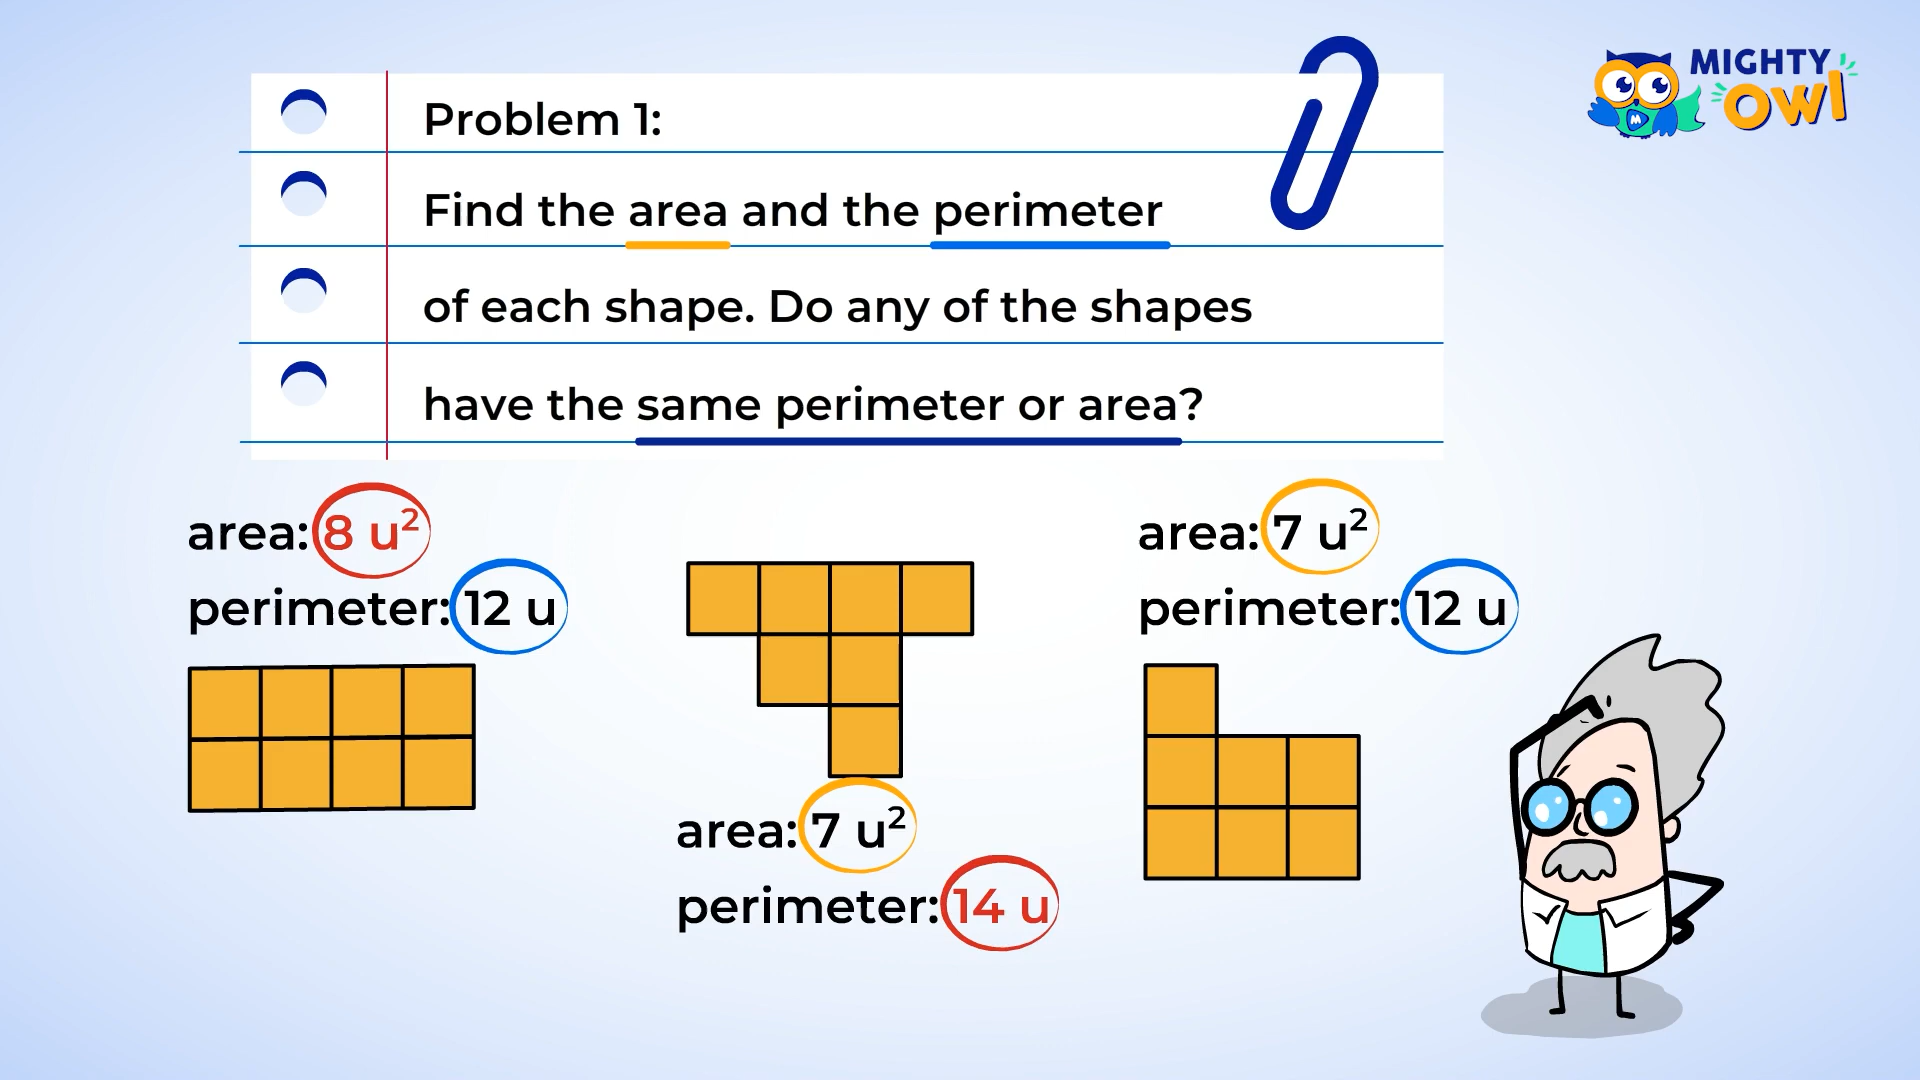 MIGHTY
OWL
Problem 1:
Find the area and the perimeter
of each shape. Do any of the shapes
have the same perimeter or area?
area: 8 u²
perimeter: 12 u
area: 7 u²
perimeter: 14 u
area: 7 u²
perimeter: 12 u